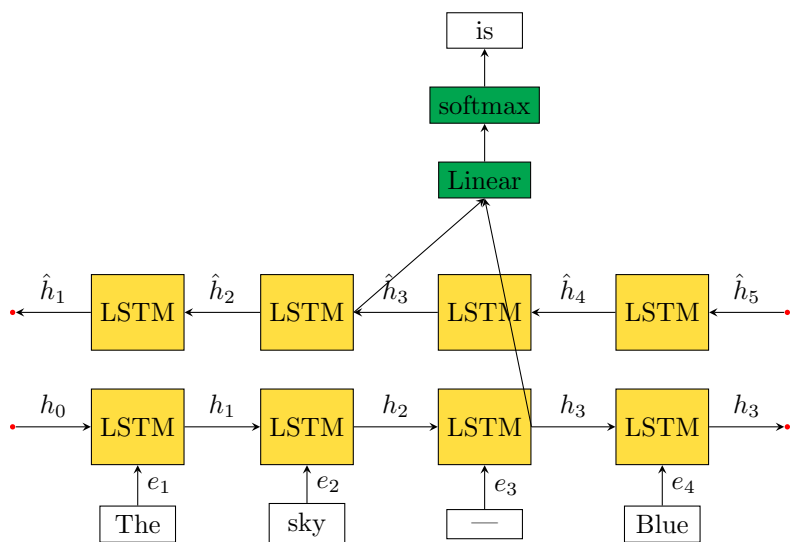 is
softmax
Linear
ĥ₁ ĥ₂ ĥ₃ ĥ₄ ĥ₅
LSTM LSTM LSTM LSTM
h₀ h₁ h₂ h₃ h₃
LSTM LSTM LSTM LSTM
e₁ e₂ e₃ e₄
The sky — Blue